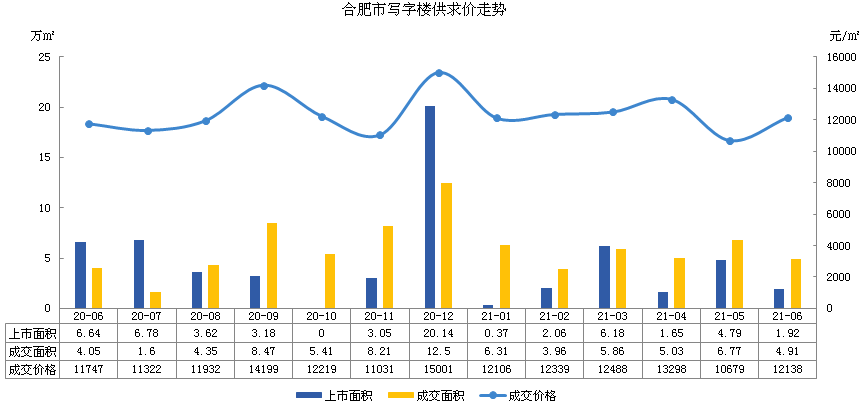 合肥市写字楼供求价走势
万㎡ 元/㎡
25 16000
14000
20 12000
15 10000
8000
10 6000
5 4000
2000
0 0
20-06 20-07 20-08 20-09 20-10 20-11 20-12 21-01 21-02 21-03 21-04 21-05 21-06
上市面积 6.64 6.78 3.62 3.18 0 3.05 20.14 0.37 2.06 6.18 1.65 4.79 1.92
成交面积 4.05 1.6 4.35 8.47 5.41 8.21 12.5 6.31 3.96 5.86 5.03 6.77 4.91
成交价格 11747 11322 11932 14199 12219 11031 15001 12106 12339 12488 13298 10679 12138
上市面积 成交面积 成交价格